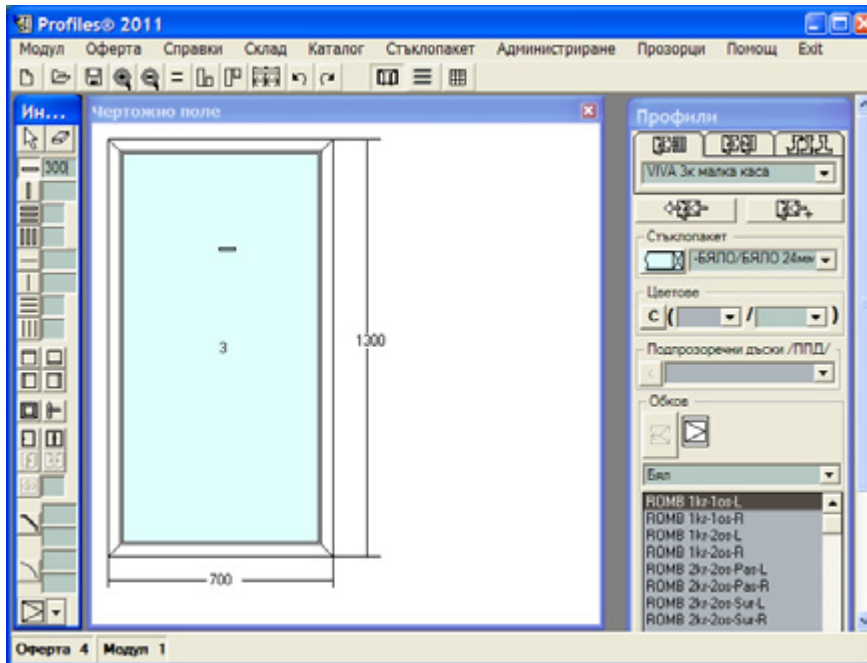 Profiles® 2011
Модул Оферта Справки Склад Каталог Стъклопакет Администриране Прозорци Помощ Exit
Ин...
Чертожно поле
300
3
1300
700
Профили
VIVA 3к малка каса
Стъклопакет
-БЯЛО/БЯЛО 24мм
Цветове
C ( / )
Подпрозоречни дъски /ППД/
<
Обков
Бял
ROMB 1kr-1os-L
ROMB 1kr-1os-R
ROMB 1kr-2os-L
ROMB 1kr-2os-R
ROMB 2kr-2os-Pas-L
ROMB 2kr-2os-Pas-R
ROMB 2kr-2os-Sur-L
ROMB 2kr-2os-Sur-R
Оферта 4 Модул 1